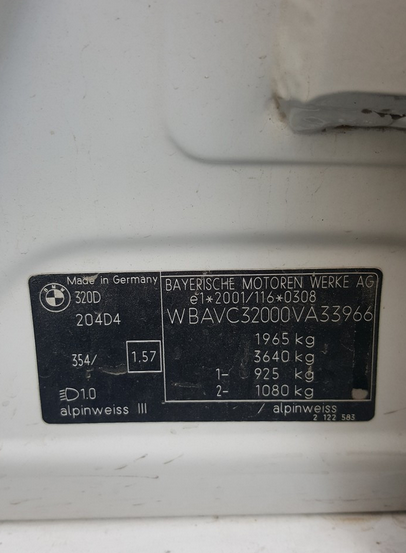 Made in Germany
BAYERISCHE MOTOREN WERKE AG
BMW
320D
e1*2001/116*0308
204D4
WBAVC32000VA33966
1965 kg
354/
1,57
3640 kg
1- 925 kg
1.0
2- 1080 kg
alpinweiss III
/ alpinweiss
2 122 583